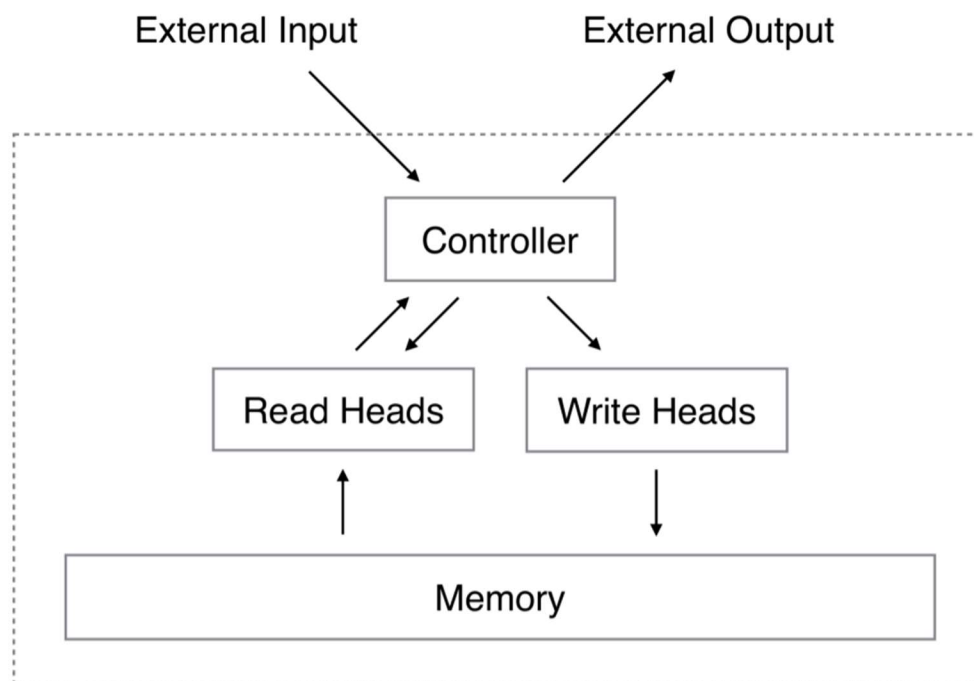 External Input
External Output
Controller
Read Heads
Write Heads
Memory